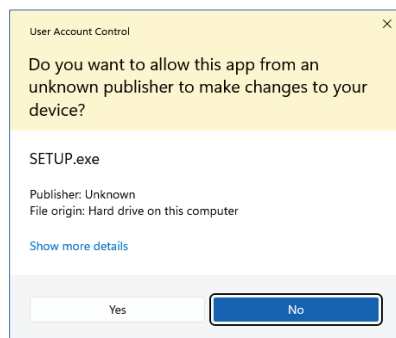 User Account Control
Do you want to allow this app from an
unknown publisher to make changes to your
device?
SETUP.exe
Publisher: Unknown
File origin: Hard drive on this computer
Show more details
Yes
No